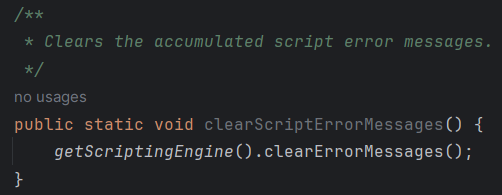 /**
 * Clears the accumulated script error messages.
 */
no usages
public static void clearScriptErrorMessages() {
    getScriptingEngine().clearErrorMessages();
}